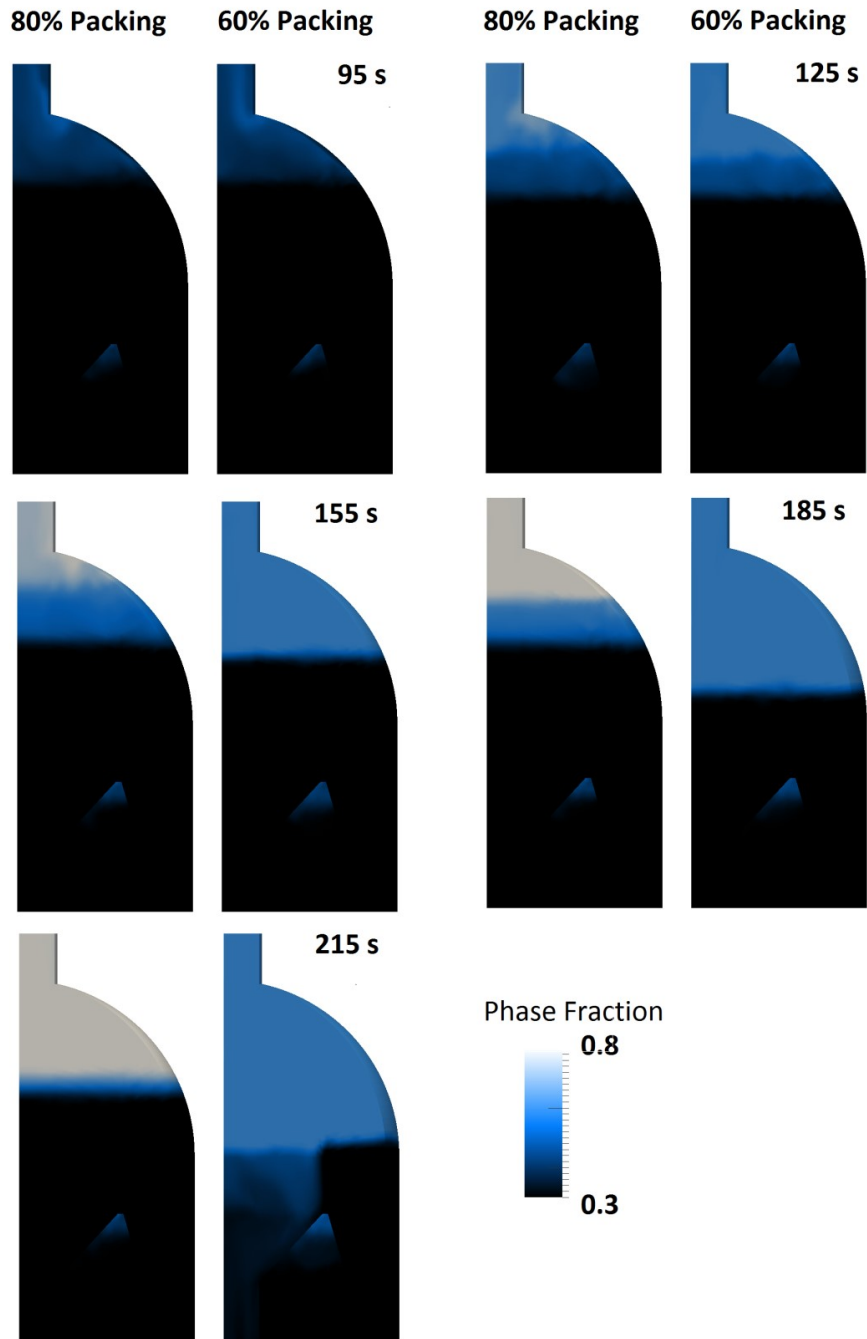 80% Packing 60% Packing 80% Packing 60% Packing
95 s 125 s
155 s 185 s
215 s
Phase Fraction
0.8
0.3